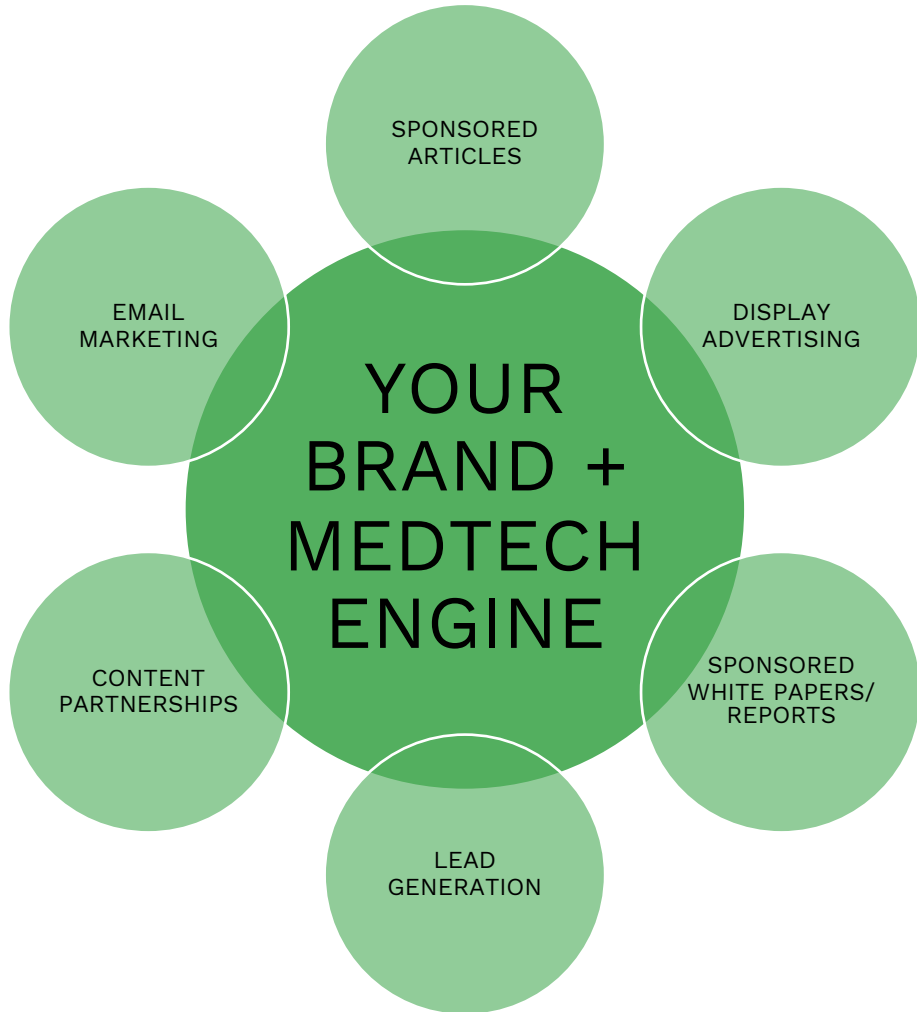 SPONSORED
ARTICLES
EMAIL
MARKETING
DISPLAY
ADVERTISING
YOUR
BRAND +
MEDTECH
ENGINE
CONTENT
PARTNERSHIPS
SPONSORED
WHITE PAPERS/
REPORTS
LEAD
GENERATION